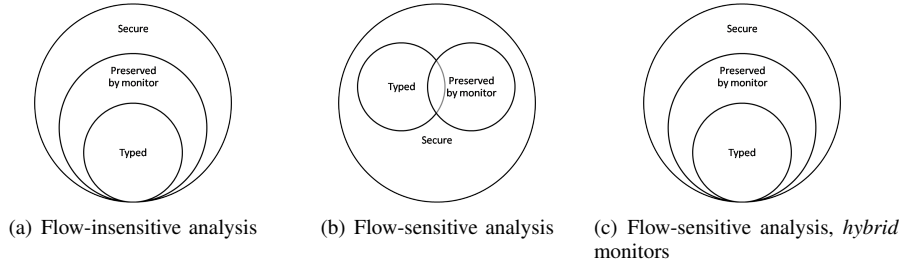 Secure
Preserved
by monitor
Typed
(a) Flow-insensitive analysis
Typed
Preserved
by monitor
Secure
(b) Flow-sensitive analysis
Secure
Preserved
by monitor
Typed
(c) Flow-sensitive analysis, hybrid
monitors